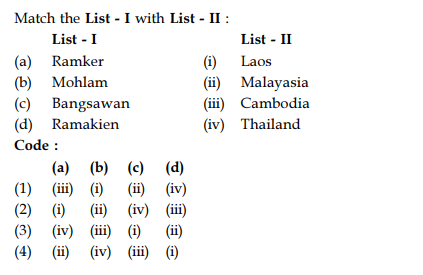 Match the List - I with List - II :
List - I List - II
(a) Ramker (i) Laos
(b) Mohlam (ii) Malayasia
(c) Bangsawan (iii) Cambodia
(d) Ramakien (iv) Thailand
Code :
(a) (b) (c) (d)
(1) (iii) (i) (ii) (iv)
(2) (i) (ii) (iv) (iii)
(3) (iv) (iii) (i) (ii)
(4) (ii) (iv) (iii) (i)